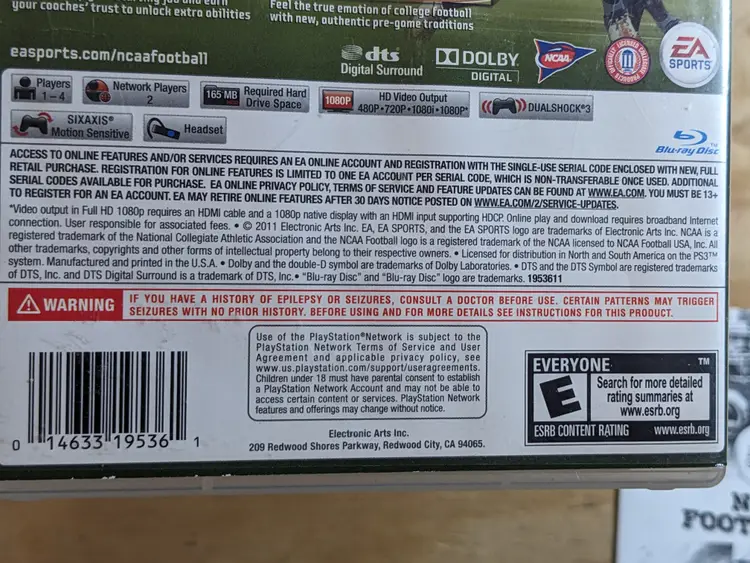 your coaches' trust to unlock extra abilities
Feel the true emotion of college football
with new, authentic pre-game traditions
easports.com/ncaafootball
dts
Digital Surround
DOLBY
DIGITAL
NCAA
OFFICIALLY LICENSED COLLEGIATE PRODUCTS
EA
SPORTS™
Players
1 – 4
Network Players
2
165 MB
Required Hard
Drive Space
1080P
HD Video Output
480P•720P•1080i•1080P*
DUALSHOCK®3
SIXAXIS®
Motion Sensitive
Headset
Blu-ray Disc™
ACCESS TO ONLINE FEATURES AND/OR SERVICES REQUIRES AN EA ONLINE ACCOUNT AND REGISTRATION WITH THE SINGLE-USE SERIAL CODE ENCLOSED WITH NEW, FULL
RETAIL PURCHASE. REGISTRATION FOR ONLINE FEATURES IS LIMITED TO ONE EA ACCOUNT PER SERIAL CODE, WHICH IS NON-TRANSFERABLE ONCE USED. ADDITIONAL
SERIAL CODES AVAILABLE FOR PURCHASE. EA ONLINE PRIVACY POLICY, TERMS OF SERVICE AND FEATURE UPDATES CAN BE FOUND AT WWW.EA.COM. YOU MUST BE 13+
TO REGISTER FOR AN EA ACCOUNT. EA MAY RETIRE ONLINE FEATURES AFTER 30 DAYS NOTICE POSTED ON WWW.EA.COM/2/SERVICE-UPDATES.
*Video output in Full HD 1080p requires an HDMI cable and a 1080p native display with an HDMI input supporting HDCP. Online play and download requires broadband Internet
connection. User responsible for associated fees. • © 2011 Electronic Arts Inc. EA, EA SPORTS, and the EA SPORTS logo are trademarks of Electronic Arts Inc. NCAA is a
registered trademark of the National Collegiate Athletic Association and the NCAA Football logo is a registered trademark of the NCAA licensed to NCAA Football USA, Inc. All
other trademarks, copyrights and other forms of intellectual property belong to their respective owners. • Licensed for distribution in North and South America on the PS3™
system. Manufactured and printed in the U.S.A. • Dolby and the double-D symbol are trademarks of Dolby Laboratories. • DTS and the DTS Symbol are registered trademarks
of DTS, Inc. and DTS Digital Surround is a trademark of DTS, Inc.• "Blu-ray Disc" and "Blu-ray Disc" logo are trademarks. 1953611
WARNING
IF YOU HAVE A HISTORY OF EPILEPSY OR SEIZURES, CONSULT A DOCTOR BEFORE USE. CERTAIN PATTERNS MAY TRIGGER
SEIZURES WITH NO PRIOR HISTORY. BEFORE USING AND FOR MORE DETAILS SEE INSTRUCTIONS FOR THIS PRODUCT.
Use of the PlayStation®Network is subject to the
PlayStation Network Terms of Service and User
Agreement and applicable privacy policy, see
www.us.playstation.com/support/useragreements.
Children under 18 must have parental consent to establish
a PlayStation Network Account and may not be able to
access certain content or services. PlayStation Network
features and offerings may change without notice.
Electronic Arts Inc.
209 Redwood Shores Parkway, Redwood City, CA 94065.
0 14633 19536 1
EVERYONE ™
E
Search for more detailed
rating summaries at
www.esrb.org
ESRB CONTENT RATING www.esrb.org
FOOT